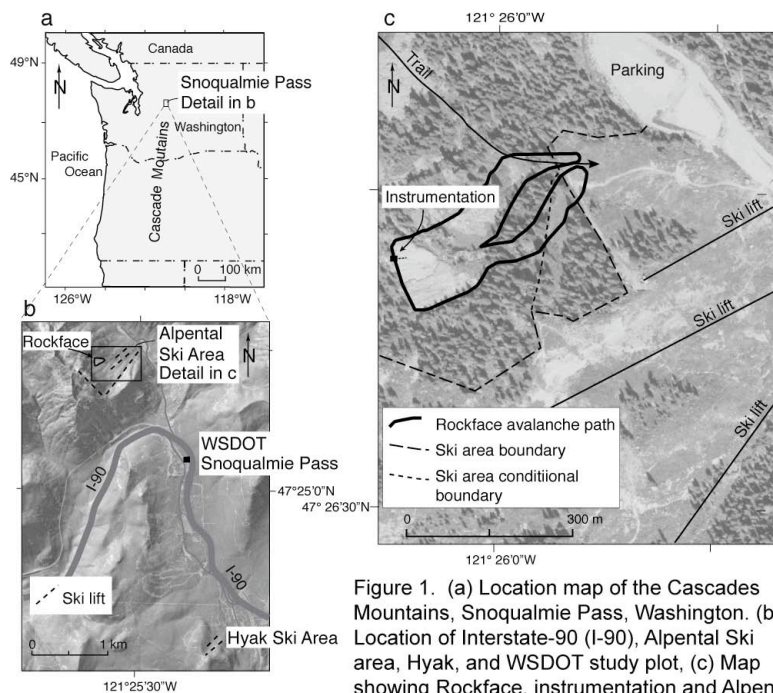 a
Canada
49°N
N
Snoqualmie Pass
Detail in b
Washington
Pacific
Ocean
Cascade Moutains
45°N
0 100 km
126°W
118°W
b
Rockface
Alpental
Ski Area
Detail in c
N
WSDOT
Snoqualmie Pass
I-90
47°25'0"N
I-90
Ski lift
0 1 km
Hyak Ski Area
121°25'30"W
c
121° 26'0"W
Trail
Parking
N
Instrumentation
Ski lift
Ski lift
Ski lift
Rockface avalanche path
Ski area boundary
Ski area conditiional
boundary
47° 26'30"N
0 300 m
121° 26'0"W
Figure 1. (a) Location map of the Cascades
Mountains, Snoqualmie Pass, Washington. (b
Location of Interstate-90 (I-90), Alpental Ski
area, Hyak, and WSDOT study plot, (c) Map
showing Rockface, instrumentation and Alpen